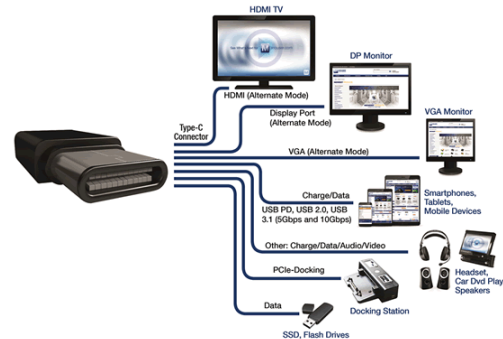 HDMI TV
HDMI (Alternate Mode)
DP Monitor
Display Port
(Alternate Mode)
VGA Monitor
Type-C
Connector
VGA (Alternate Mode)
Charge/Data
USB PD, USB 2.0, USB
3.1 (5Gbps and 10Gbps)
Smartphones,
Tablets,
Mobile Devices
Other: Charge/Data/Audio/Video
Headset,
Car Dvd Play
Speakers
PCIe-Docking
Docking Station
Data
SSD, Flash Drives